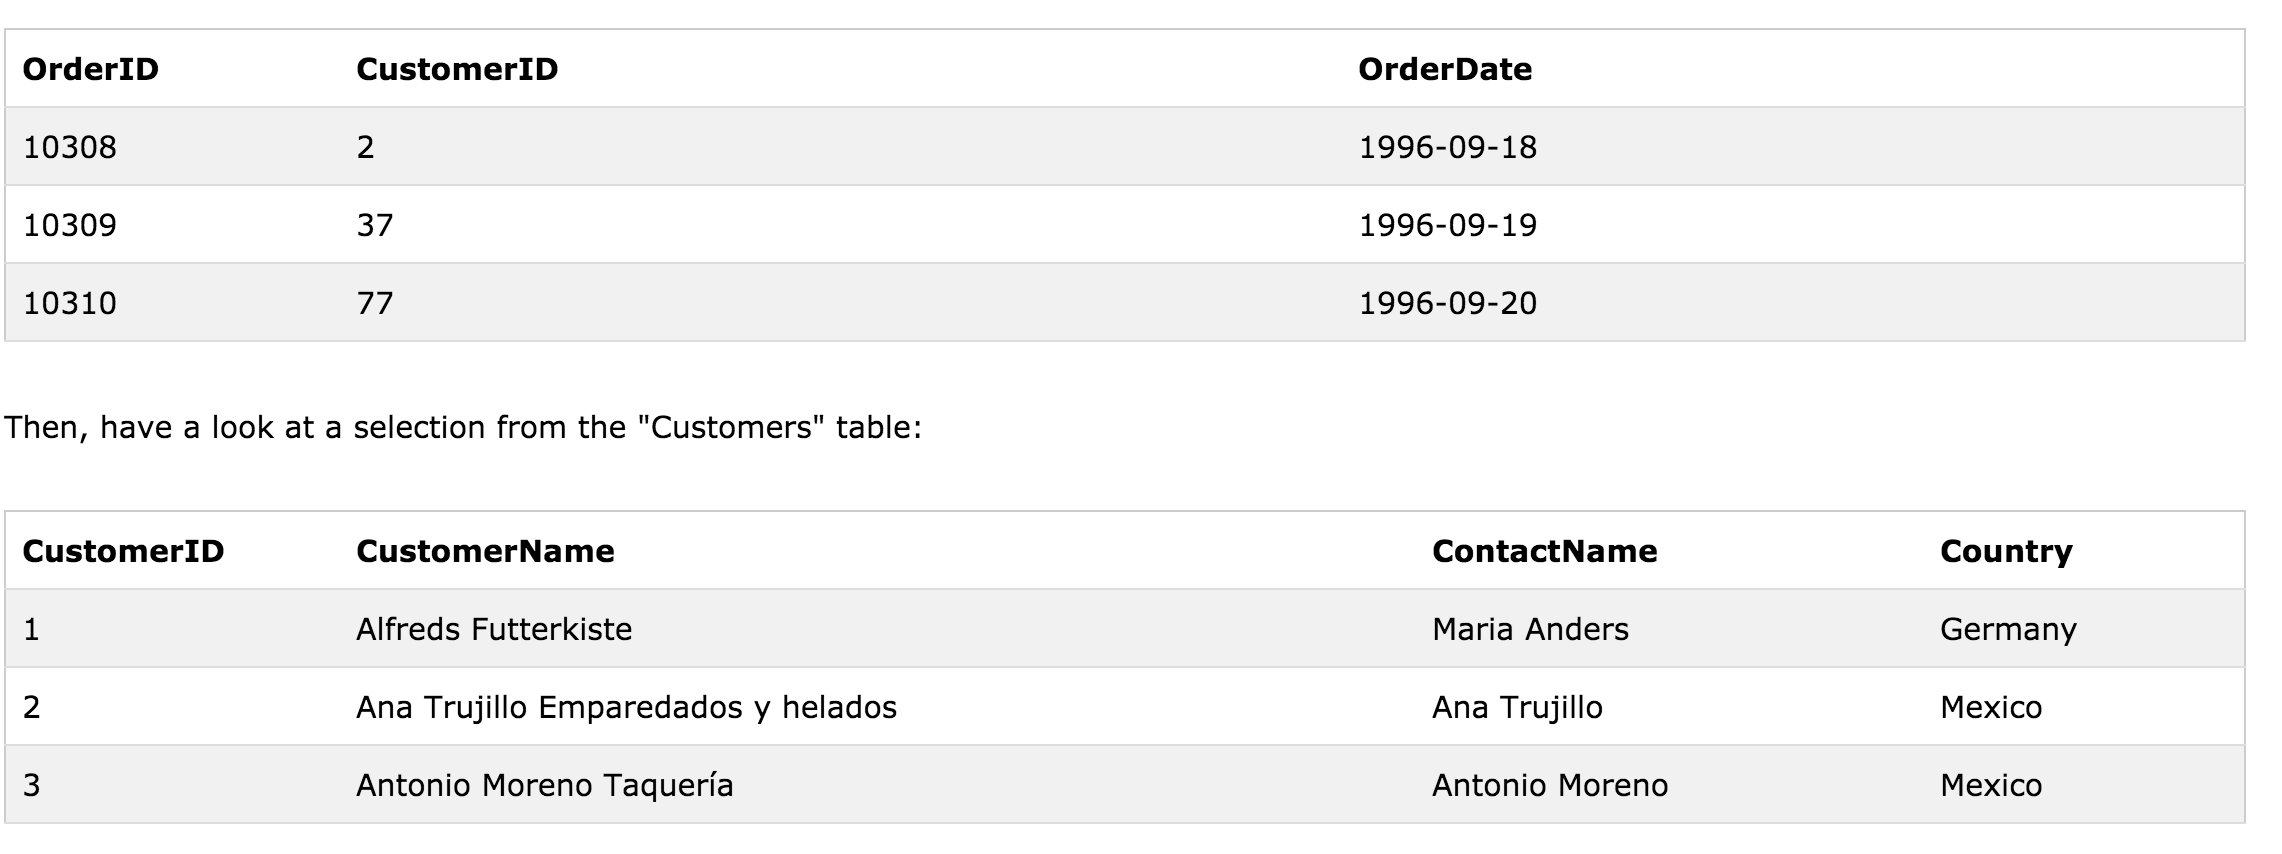 OrderID CustomerID OrderDate
10308 2 1996-09-18
10309 37 1996-09-19
10310 77 1996-09-20
Then, have a look at a selection from the "Customers" table:
CustomerID CustomerName ContactName Country
1 Alfreds Futterkiste Maria Anders Germany
2 Ana Trujillo Emparedados y helados Ana Trujillo Mexico
3 Antonio Moreno Taquería Antonio Moreno Mexico